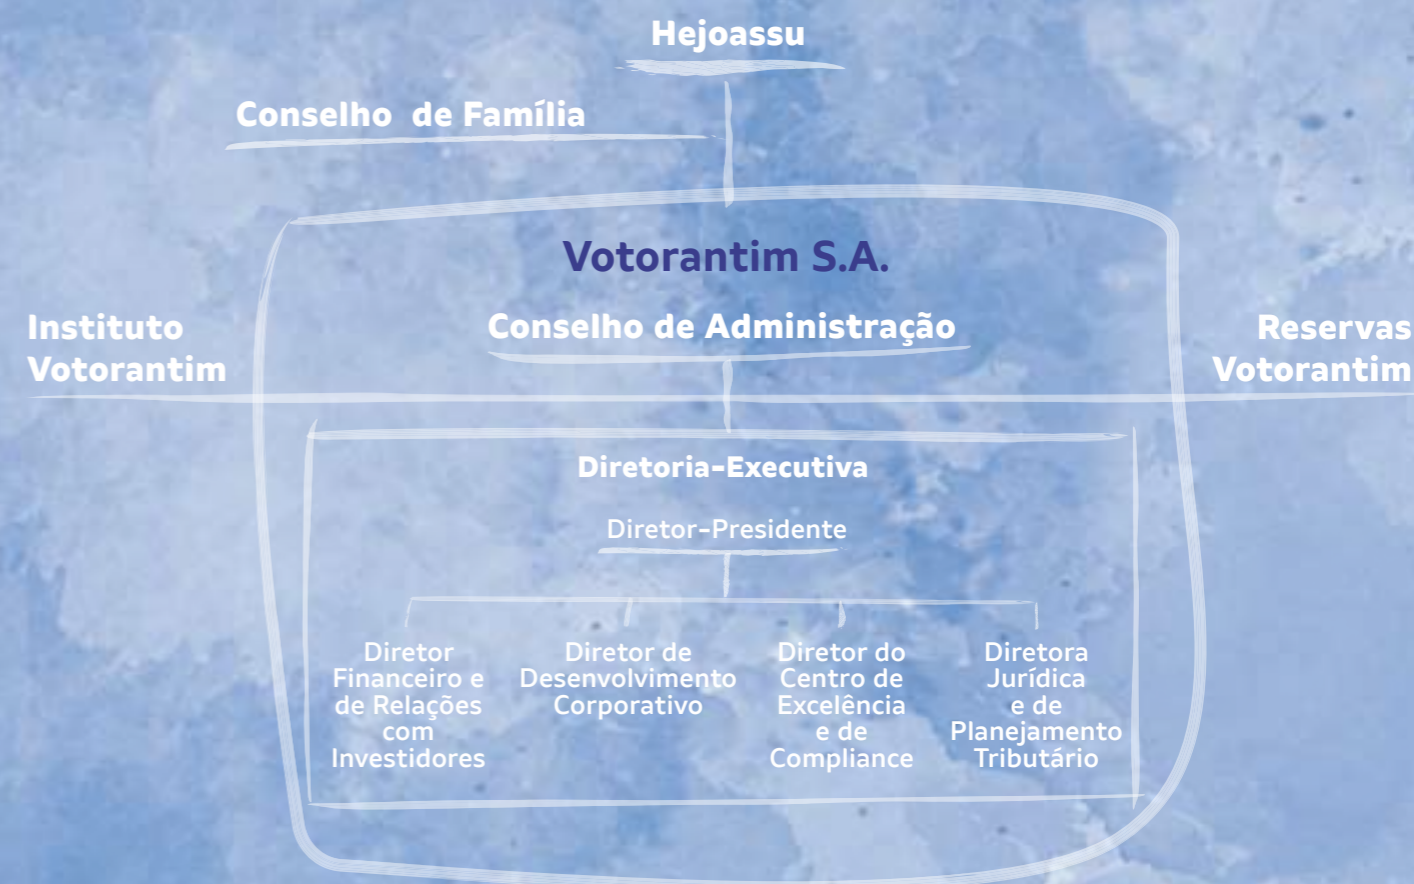 Hejoassu
Conselho de Família
Votorantim S.A.
Instituto
Votorantim
Conselho de Administração
Reservas
Votorantim
Diretoria-Executiva
Diretor-Presidente
Diretor
Financeiro e
de Relações
com
Investidores
Diretor de
Desenvolvimento
Corporativo
Diretor do
Centro de
Excelência
e de
Compliance
Diretora
Jurídica
e de
Planejamento
Tributário